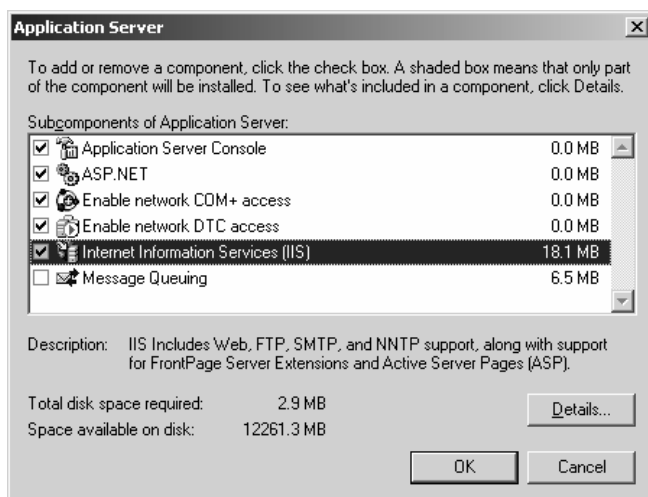 Application Server
To add or remove a component, click the check box. A shaded box means that only part
of the component will be installed. To see what's included in a component, click Details.
Subcomponents of Application Server:
Application Server Console 0.0 MB
ASP.NET 0.0 MB
Enable network COM+ access 0.0 MB
Enable network DTC access 0.0 MB
Internet Information Services (IIS) 18.1 MB
Message Queuing 6.5 MB
Description: IIS Includes Web, FTP, SMTP, and NNTP support, along with support
for FrontPage Server Extensions and Active Server Pages (ASP).
Total disk space required: 2.9 MB
Space available on disk: 12261.3 MB
Details...
OK Cancel